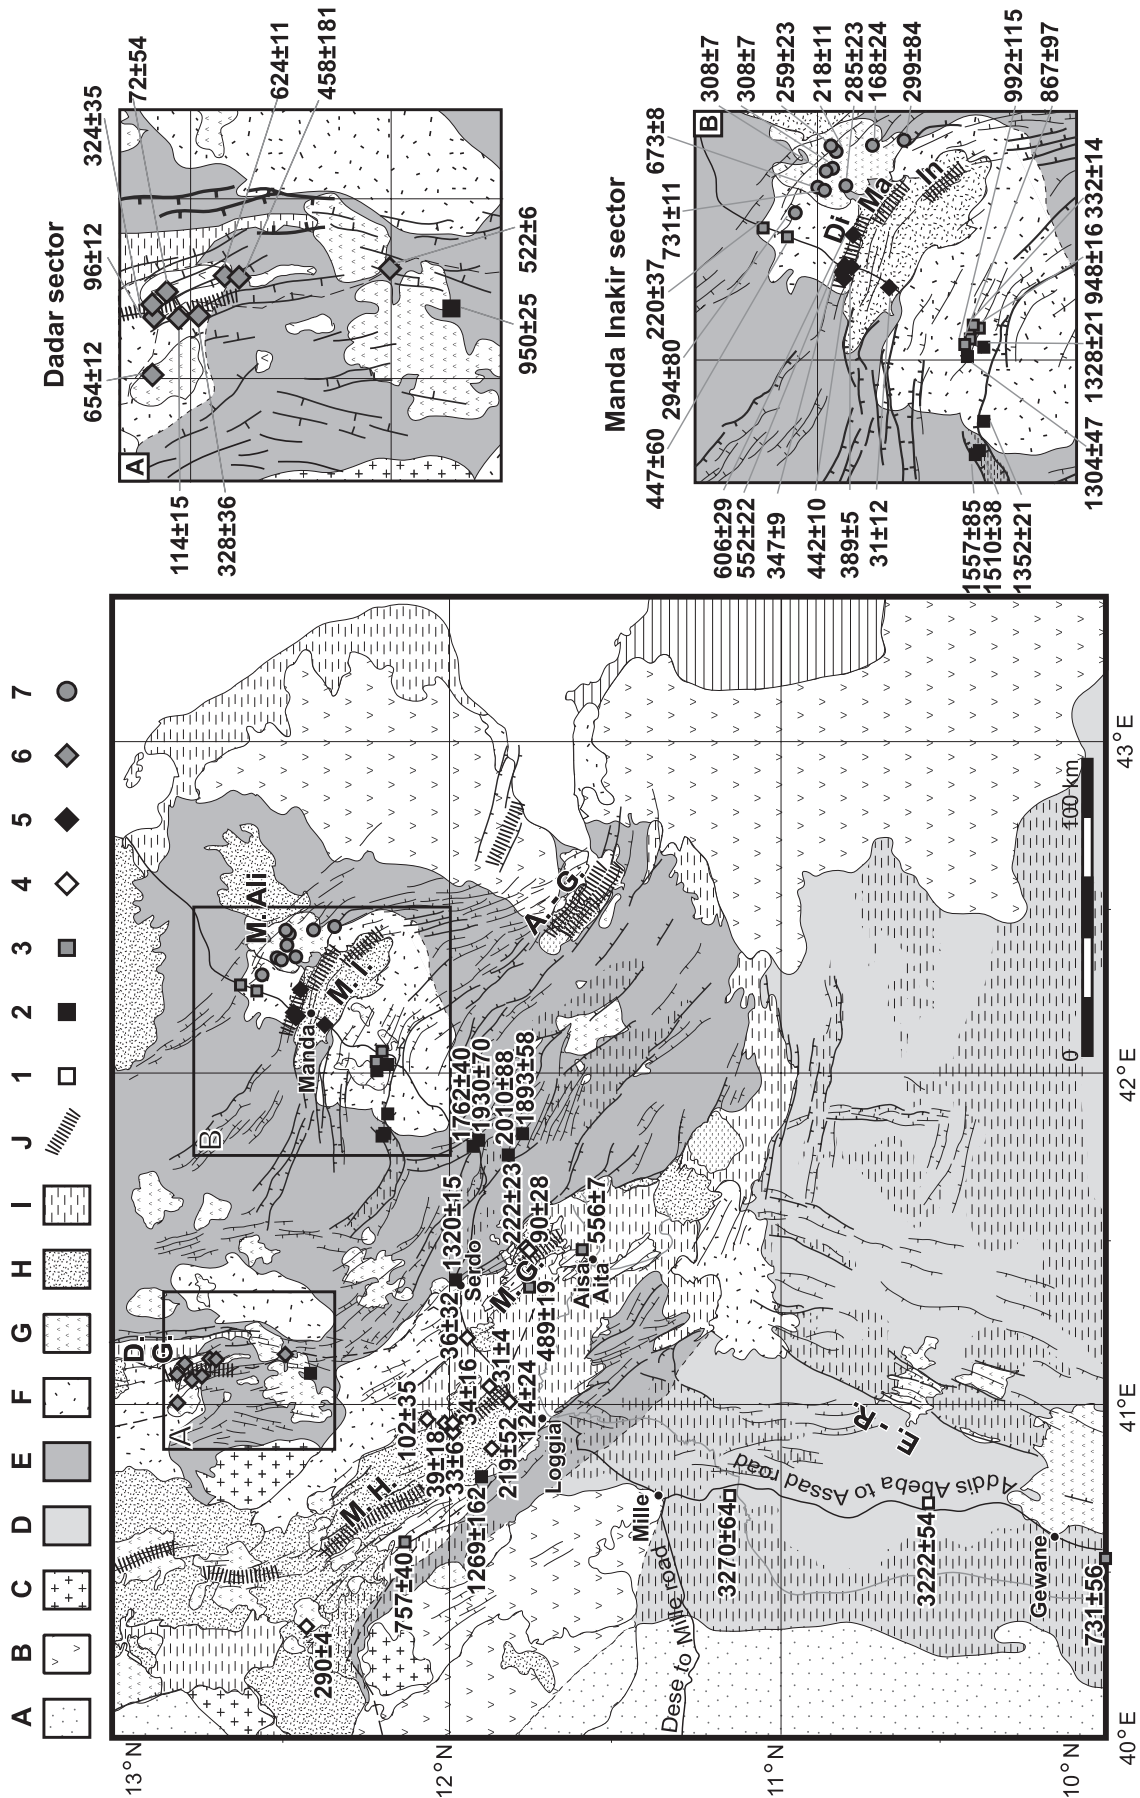 A B C D E F G H I J 1 2 3 4 5 6 7
13°N
12°N
11°N
10°N
40°E
41°E
42°E
43°E
0
100 km
A
D.
G.
B
M. Ali
M. I.
Manda
A.-G.
M. H.
M. G.
Serdo
Aisa
Aita
Loggia
Mille
Gewane
E.-R.
Dese to Mille road
Addis Abeba to Assad road
290±4
757±40
1269±162
102±35
39±18
33±6
34±16
36±32
219±52
124±24
31±4
489±19
1320±15
222±23
90±28
556±7
1762±40
1930±70
2010±88
1893±58
3270±64
3222±54
731±56
Dadar sector
A
654±12
96±12
324±35
72±54
624±11
458±181
114±15
328±36
950±25
522±6
Manda Inakir sector
B
Di
Ma
In
447±60
294±80
220±37
731±11
673±8
308±7
308±7
259±23
218±11
285±23
168±24
299±84
992±115
867±97
606±29
552±22
347±9
442±10
389±5
31±12
1557±85
1510±38
1352±21
1304±47
1328±21
948±16
332±14